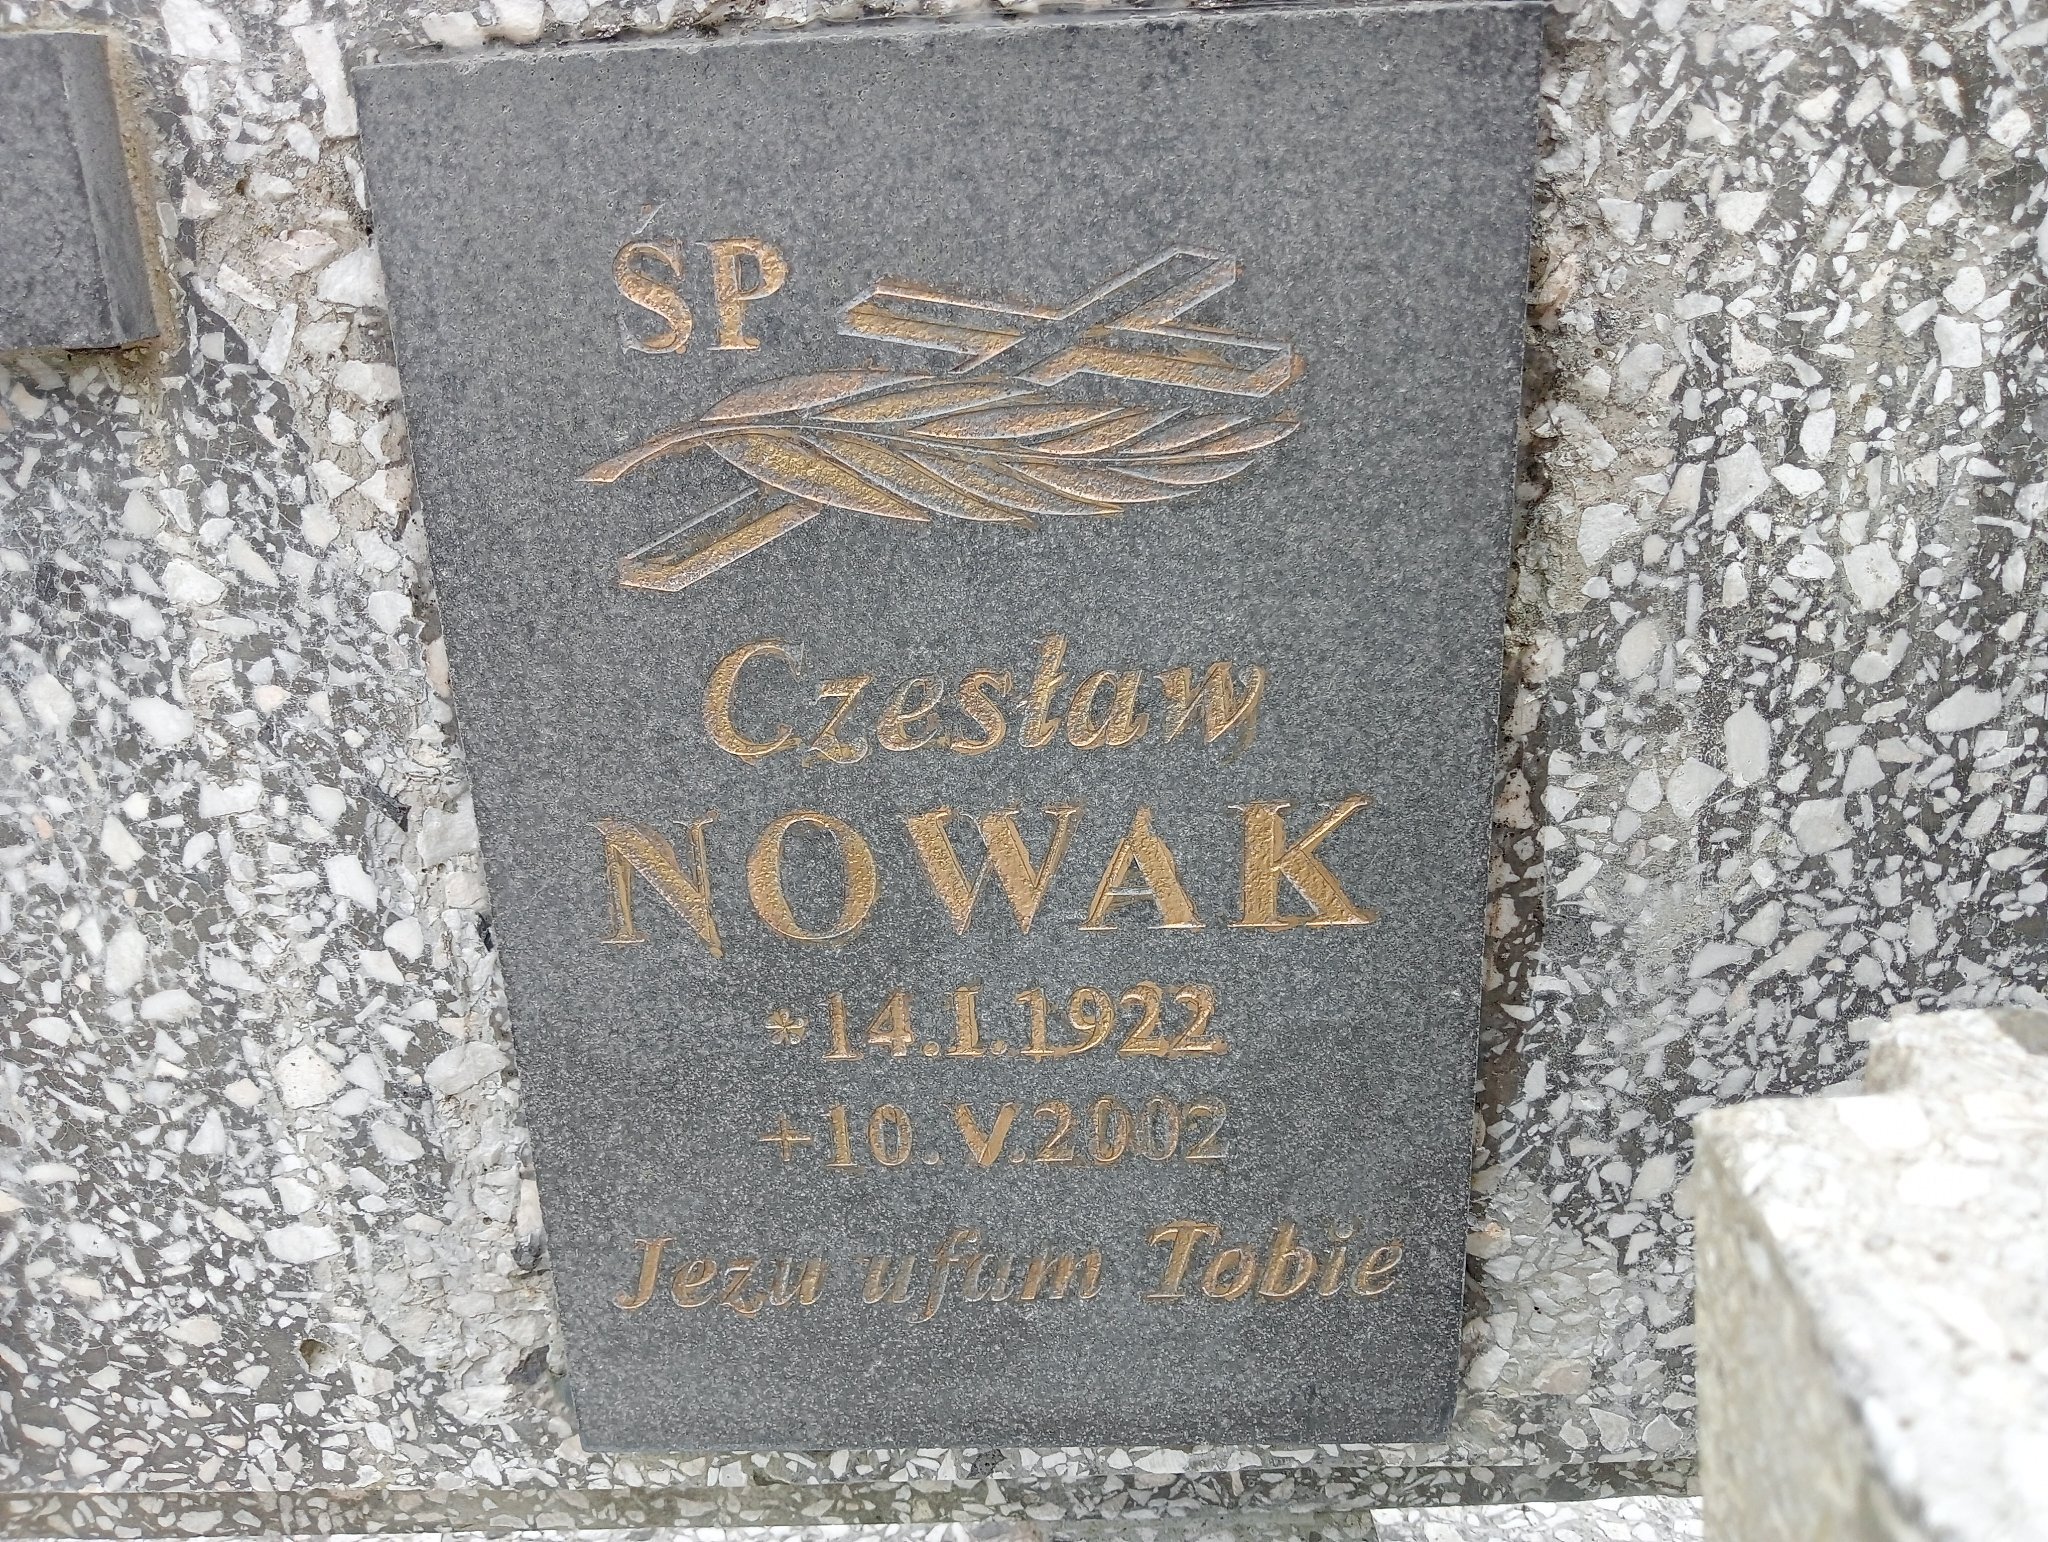 ŚP
Czesław
NOWAK
*14.I.1922
+10.V.2002
Jezu ufam Tobie